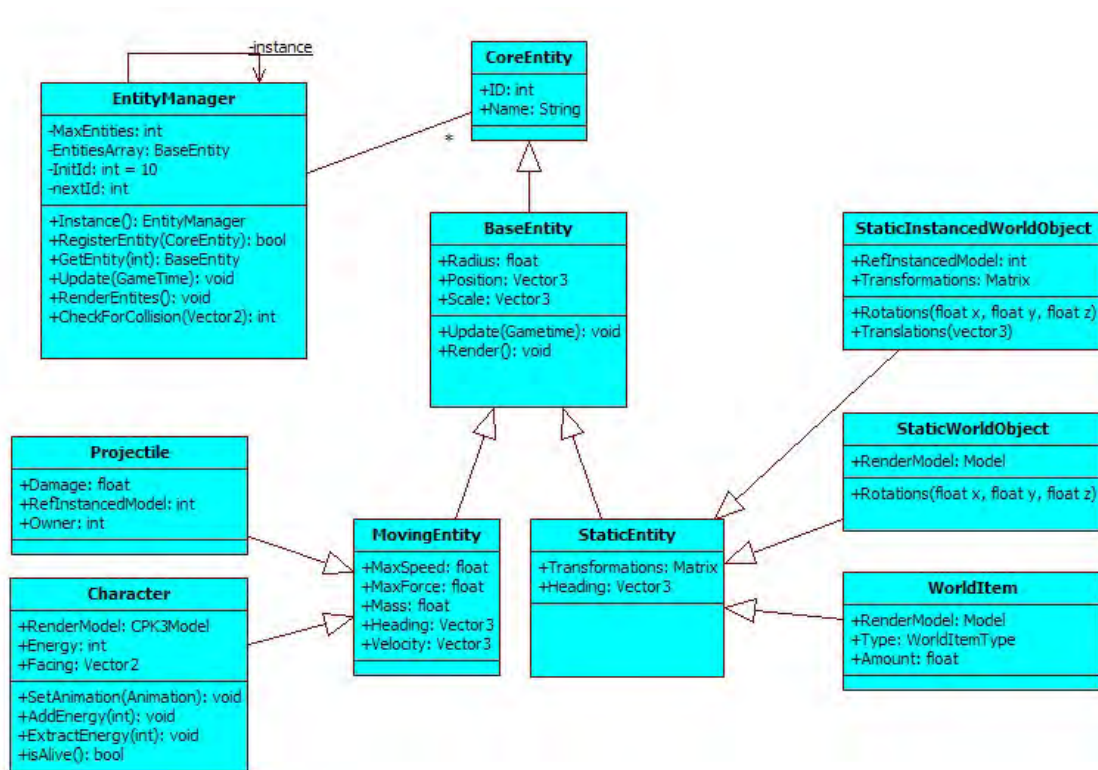 -instance
EntityManager
-MaxEntities: int
-EntitiesArray: BaseEntity
-InitId: int = 10
-nextId: int
+Instance(): EntityManager
+RegisterEntity(CoreEntity): bool
+GetEntity(int): BaseEntity
+Update(GameTime): void
+RenderEntites(): void
+CheckForCollision(Vector2): int
*
CoreEntity
+ID: int
+Name: String
BaseEntity
+Radius: float
+Position: Vector3
+Scale: Vector3
+Update(Gametime): void
+Render(): void
StaticInstancedWorldObject
+RefInstancedModel: int
+Transformations: Matrix
+Rotations(float x, float y, float z)
+Translations(vector3)
StaticWorldObject
+RenderModel: Model
+Rotations(float x, float y, float z)
Projectile
+Damage: float
+RefInstancedModel: int
+Owner: int
MovingEntity
+MaxSpeed: float
+MaxForce: float
+Mass: float
+Heading: Vector3
+Velocity: Vector3
StaticEntity
+Transformations: Matrix
+Heading: Vector3
WorldItem
+RenderModel: Model
+Type: WorldItemType
+Amount: float
Character
+RenderModel: CPK3Model
+Energy: int
+Facing: Vector2
+SetAnimation(Animation): void
+AddEnergy(int): void
+ExtractEnergy(int): void
+isAlive(): bool